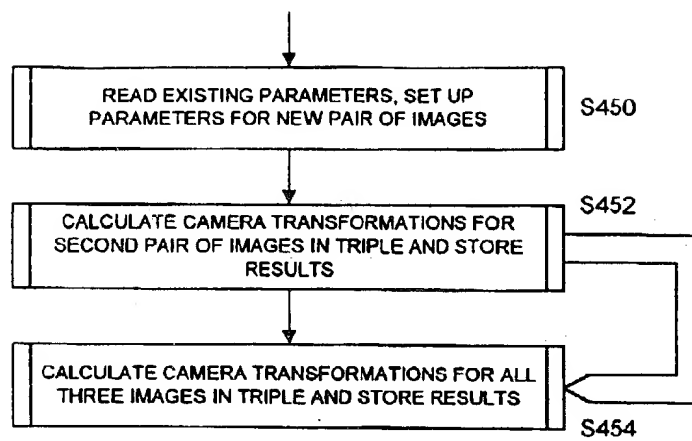 READ EXISTING PARAMETERS, SET UP
PARAMETERS FOR NEW PAIR OF IMAGES
S450
S452
CALCULATE CAMERA TRANSFORMATIONS FOR
SECOND PAIR OF IMAGES IN TRIPLE AND STORE
RESULTS
CALCULATE CAMERA TRANSFORMATIONS FOR ALL
THREE IMAGES IN TRIPLE AND STORE RESULTS
S454